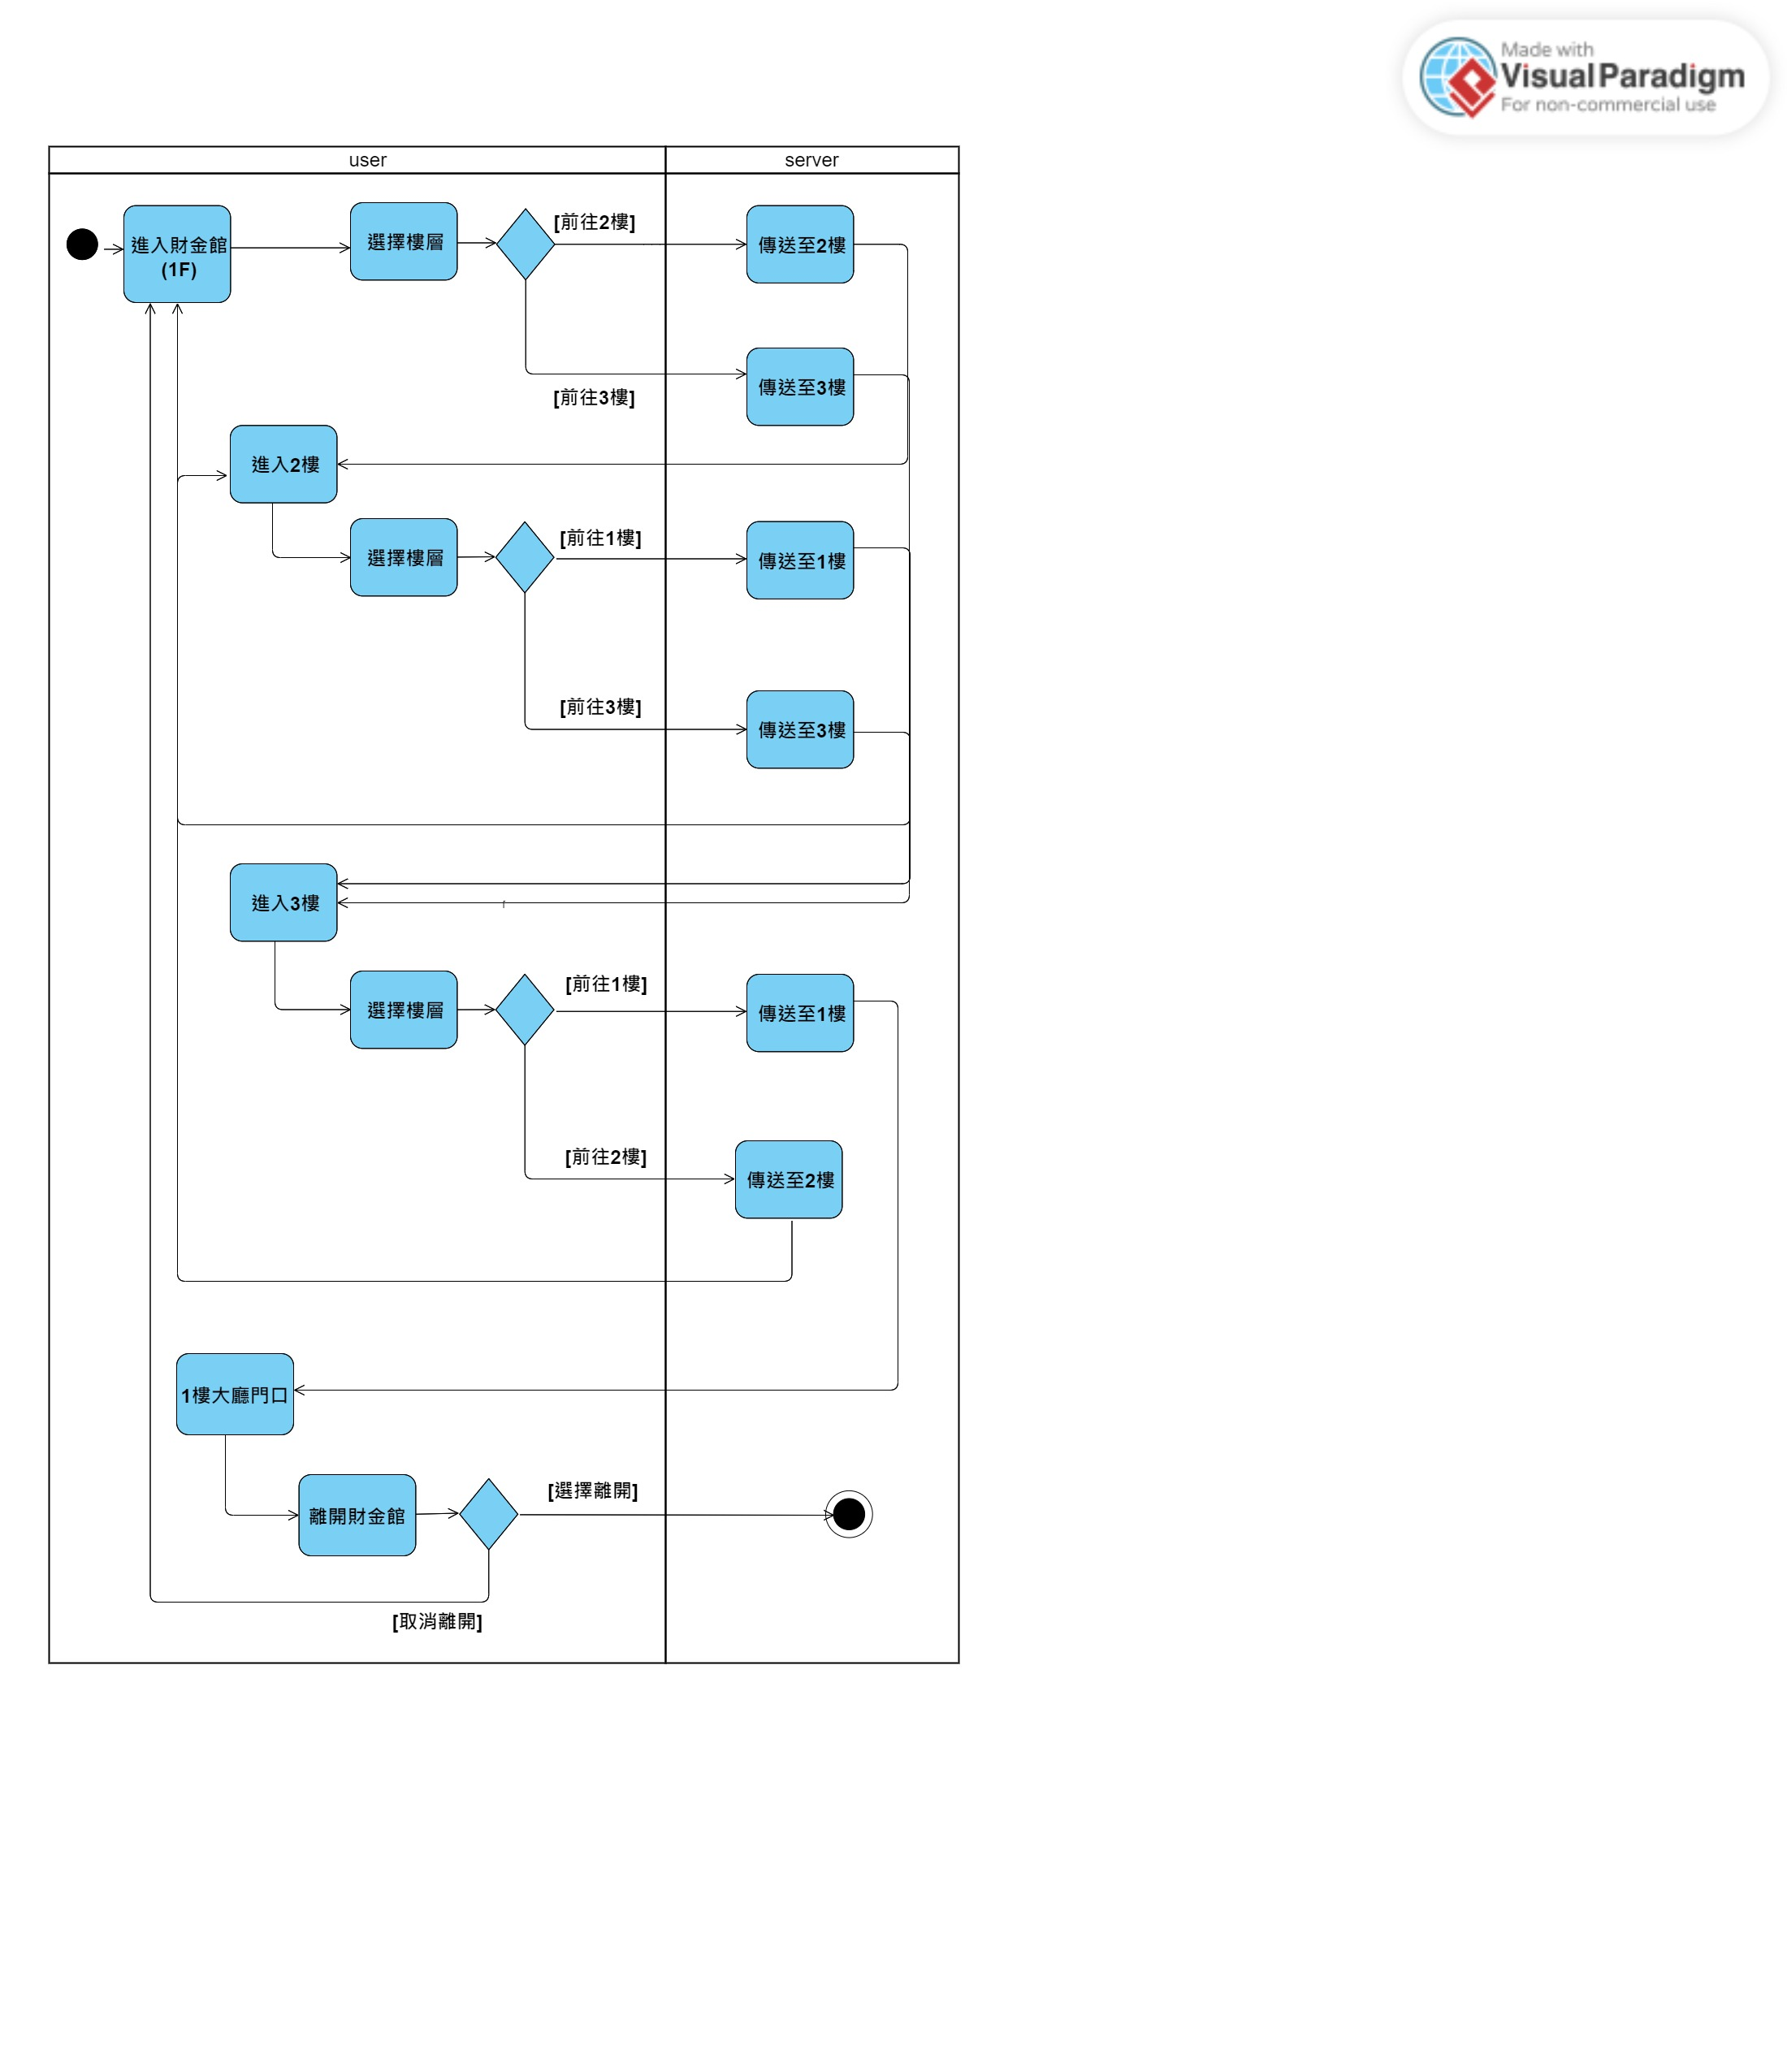 Made with
Visual Paradigm
For non-commercial use
user
server
進入財金館
(1F)
選擇樓層
[前往2樓]
傳送至2樓
[前往3樓]
傳送至3樓
進入2樓
選擇樓層
[前往1樓]
傳送至1樓
[前往3樓]
傳送至3樓
進入3樓
選擇樓層
[前往1樓]
傳送至1樓
[前往2樓]
傳送至2樓
1樓大廳門口
離開財金館
[選擇離開]
[取消離開]